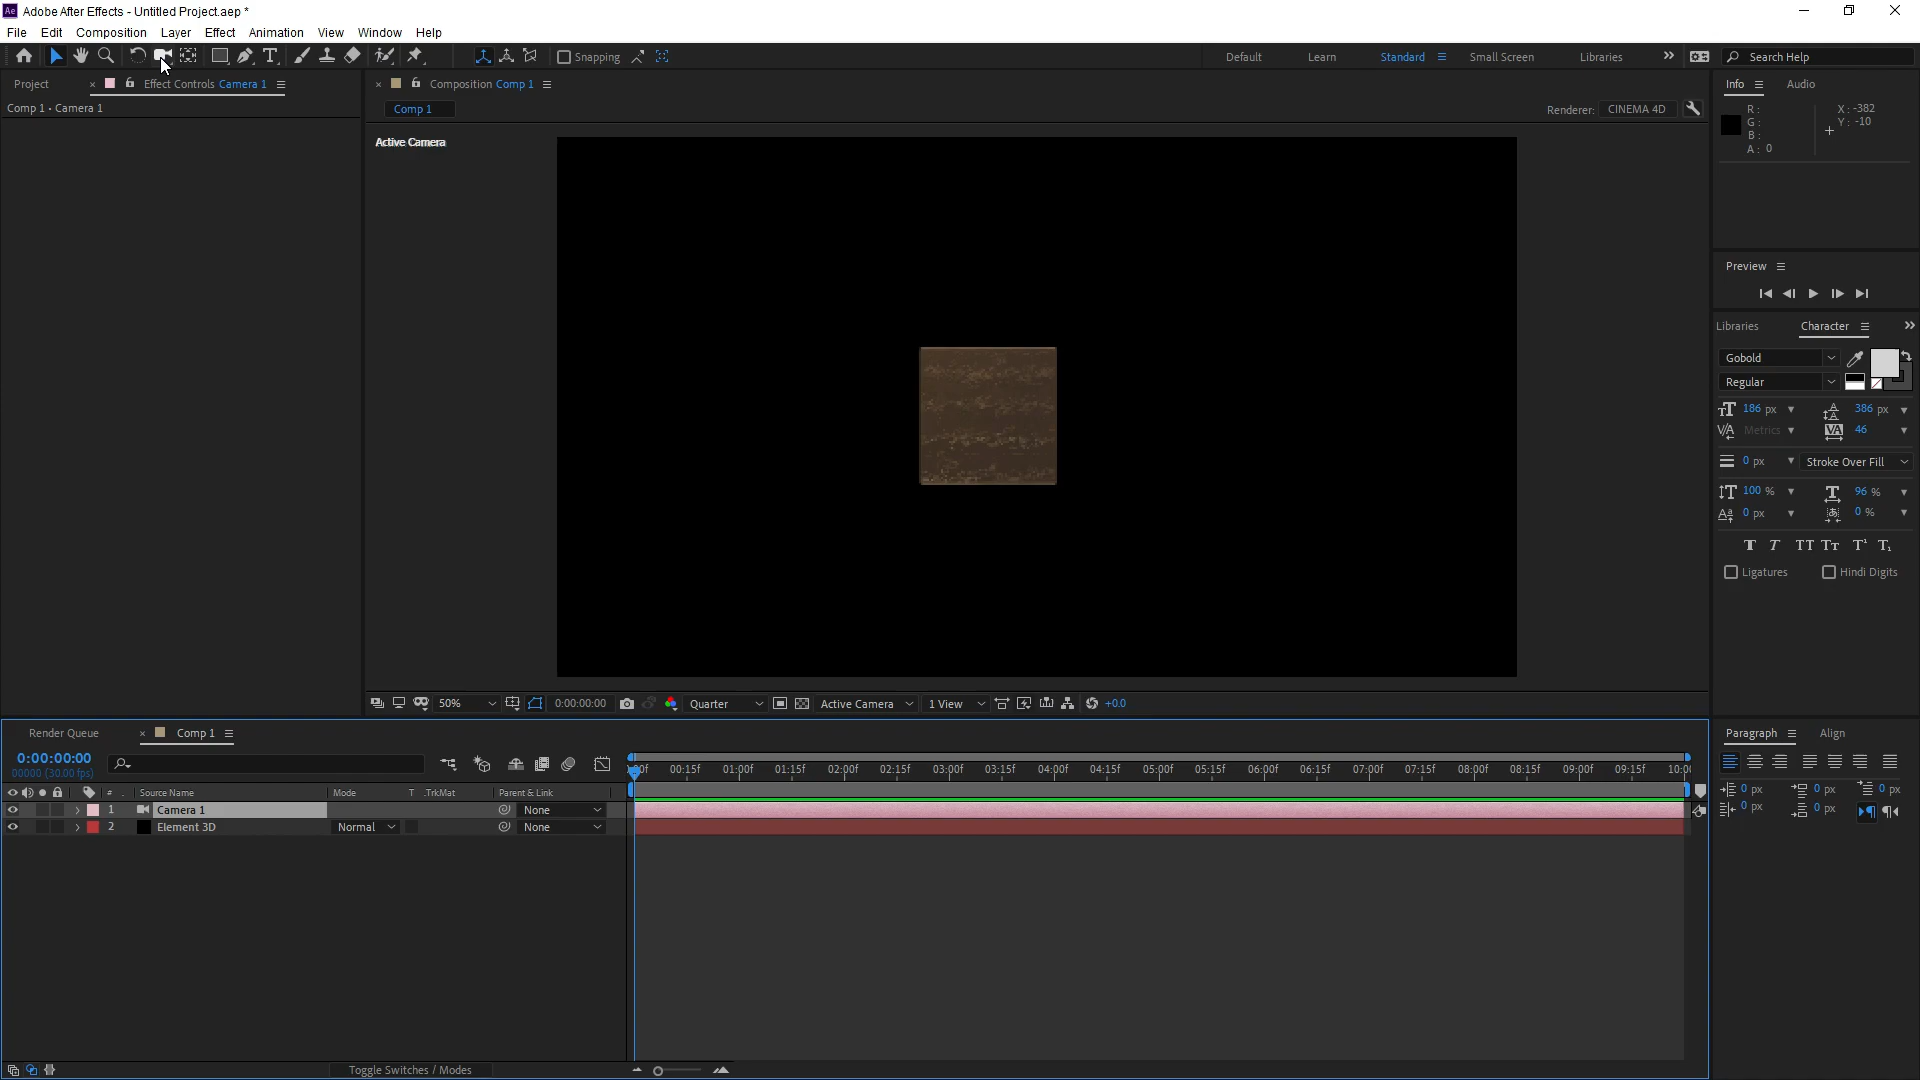 Ae Adobe After Effects - Untitled Project.aep *
File Edit Composition Layer Effect Animation View Window Help
Snapping
Default Learn Standard Small Screen Libraries
Search Help
Project
Effect Controls Camera 1
Comp 1 • Camera 1
Composition Comp 1
Comp 1
Renderer: CINEMA 4D
Active Camera
Info Audio
R:
G:
B:
A: 0
X: -382
Y: -10
Preview
Libraries Character
Gobold
Regular
186 px 386 px
Metrics 46
0 px Stroke Over Fill
100 % 96 %
0 px 0 %
Ligatures Hindi Digits
50% 0:00:00:00 Quarter Active Camera 1 View +0.0
Render Queue Comp 1
0:00:00:00
00000 (30.00 fps)
:00f 00:15f 01:00f 01:15f 02:00f 02:15f 03:00f 03:15f 04:00f 04:15f 05:00f 05:15f 06:00f 06:15f 07:00f 07:15f 08:00f 08:15f 09:00f 09:15f 10:0
# Source Name Mode T .TrkMat Parent & Link
1 Camera 1 None
2 Element 3D Normal None
Paragraph Align
0 px 0 px 0 px
0 px 0 px
Toggle Switches / Modes